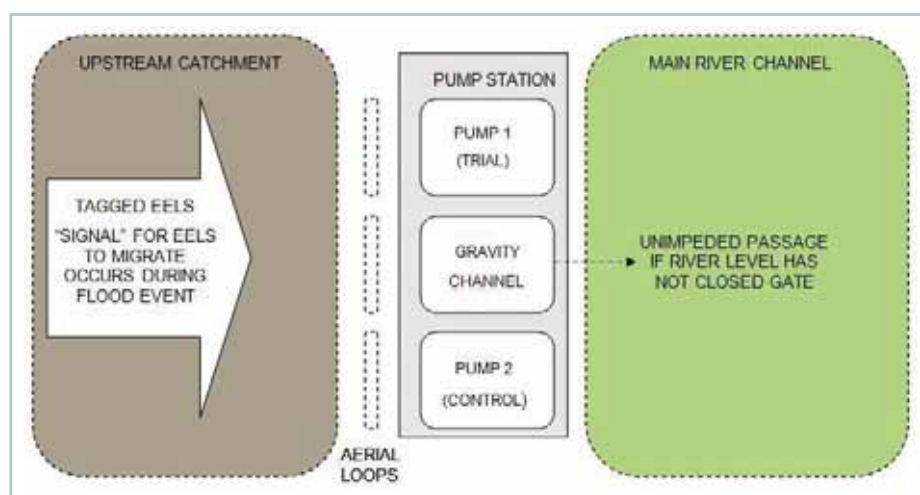 UPSTREAM CATCHMENT
TAGGED EELS
"SIGNAL" FOR EELS
TO MIGRATE
OCCURS DURING
FLOOD EVENT
AERIAL
LOOPS
PUMP STATION
PUMP 1
(TRIAL)
GRAVITY
CHANNEL
PUMP 2
(CONTROL)
MAIN RIVER CHANNEL
UNIMPEDED PASSAGE
IF RIVER LEVEL HAS
NOT CLOSED GATE